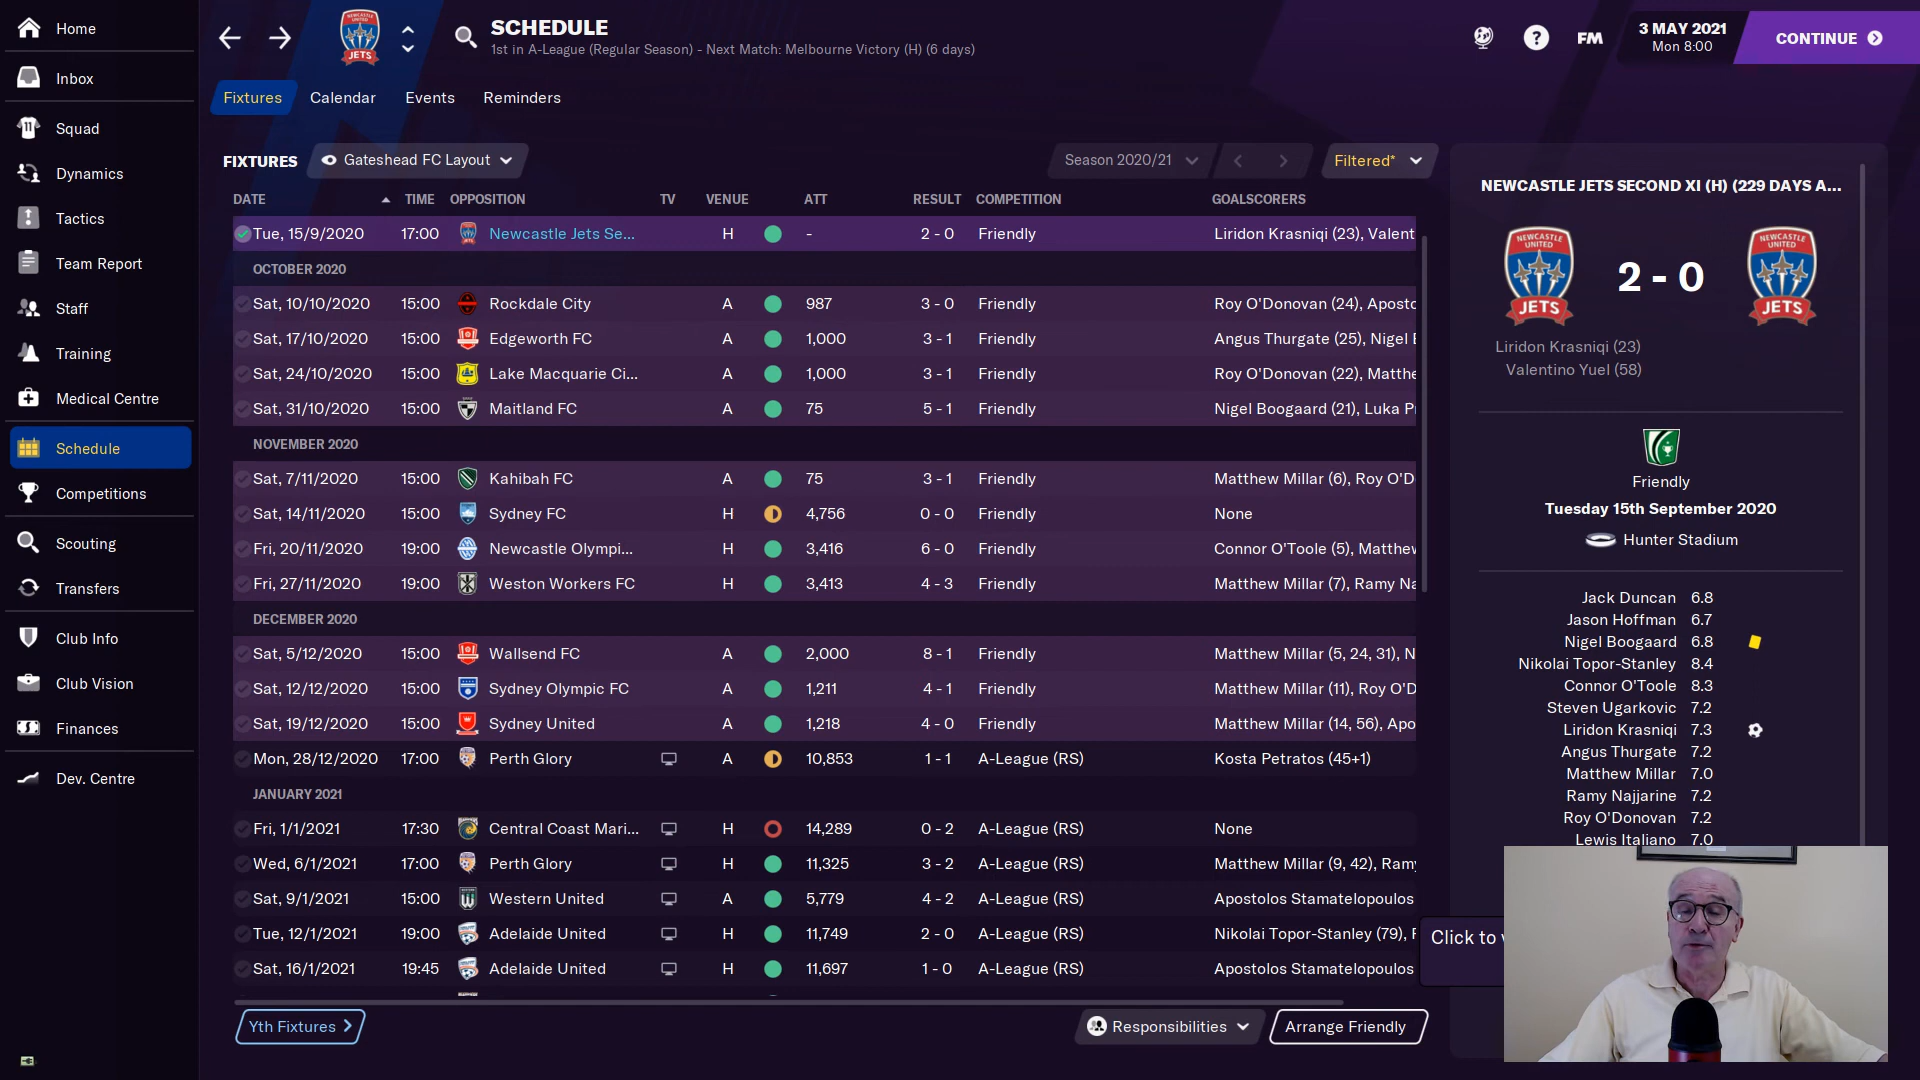 Home
NEWCASTLE UNITED
JETS
SCHEDULE
1st in A-League (Regular Season) - Next Match: Melbourne Victory (H) (6 days)
FM
3 MAY 2021
Mon 8:00
CONTINUE
Inbox
Fixtures Calendar Events Reminders
Squad
Dynamics
Tactics
Team Report
Staff
Training
Medical Centre
Schedule
Competitions
Scouting
Transfers
Club Info
Club Vision
Finances
Dev. Centre
FIXTURES Gateshead FC Layout Season 2020/21 Filtered*
DATE TIME OPPOSITION TV VENUE ATT RESULT COMPETITION GOALSCORERS
Tue, 15/9/2020 17:00 Newcastle Jets Se... H - 2 - 0 Friendly Liridon Krasniqi (23), Valent
OCTOBER 2020
Sat, 10/10/2020 15:00 Rockdale City A 987 3 - 0 Friendly Roy O'Donovan (24), Aposto
Sat, 17/10/2020 15:00 Edgeworth FC A 1,000 3 - 1 Friendly Angus Thurgate (25), Nigel
Sat, 24/10/2020 15:00 Lake Macquarie Ci... A 1,000 3 - 1 Friendly Roy O'Donovan (22), Matthe
Sat, 31/10/2020 15:00 Maitland FC A 75 5 - 1 Friendly Nigel Boogaard (21), Luka P
NOVEMBER 2020
Sat, 7/11/2020 15:00 Kahibah FC A 75 3 - 1 Friendly Matthew Millar (6), Roy O'D
Sat, 14/11/2020 15:00 Sydney FC H 4,756 0 - 0 Friendly None
Fri, 20/11/2020 19:00 Newcastle Olympi... H 3,416 6 - 0 Friendly Connor O'Toole (5), Matthew
Fri, 27/11/2020 19:00 Weston Workers FC H 3,413 4 - 3 Friendly Matthew Millar (7), Ramy Na
DECEMBER 2020
Sat, 5/12/2020 15:00 Wallsend FC A 2,000 8 - 1 Friendly Matthew Millar (5, 24, 31), N
Sat, 12/12/2020 15:00 Sydney Olympic FC A 1,211 4 - 1 Friendly Matthew Millar (11), Roy O'D
Sat, 19/12/2020 15:00 Sydney United A 1,218 4 - 0 Friendly Matthew Millar (14, 56), Apo
Mon, 28/12/2020 17:00 Perth Glory A 10,853 1 - 1 A-League (RS) Kosta Petratos (45+1)
JANUARY 2021
Fri, 1/1/2021 17:30 Central Coast Mari... H 14,289 0 - 2 A-League (RS) None
Wed, 6/1/2021 17:00 Perth Glory H 11,325 3 - 2 A-League (RS) Matthew Millar (9, 42), Ramy
Sat, 9/1/2021 15:00 Western United A 5,779 4 - 2 A-League (RS) Apostolos Stamatelopoulos
Tue, 12/1/2021 19:00 Adelaide United H 11,749 2 - 0 A-League (RS) Nikolai Topor-Stanley (79),
Sat, 16/1/2021 19:45 Adelaide United H 11,697 1 - 0 A-League (RS) Apostolos Stamatelopoulos
Yth Fixtures Responsibilities Arrange Friendly
NEWCASTLE JETS SECOND XI (H) (229 DAYS A...
NEWCASTLE UNITED JETS 2 - 0 NEWCASTLE UNITED JETS
Liridon Krasniqi (23)
Valentino Yuel (58)
Friendly
Tuesday 15th September 2020
Hunter Stadium
Jack Duncan 6.8
Jason Hoffman 6.7
Nigel Boogaard 6.8
Nikolai Topor-Stanley 8.4
Connor O'Toole 8.3
Steven Ugarkovic 7.2
Liridon Krasniqi 7.3
Angus Thurgate 7.2
Matthew Millar 7.0
Ramy Najjarine 7.2
Roy O'Donovan 7.2
Lewis Italiano 7.0
Click to